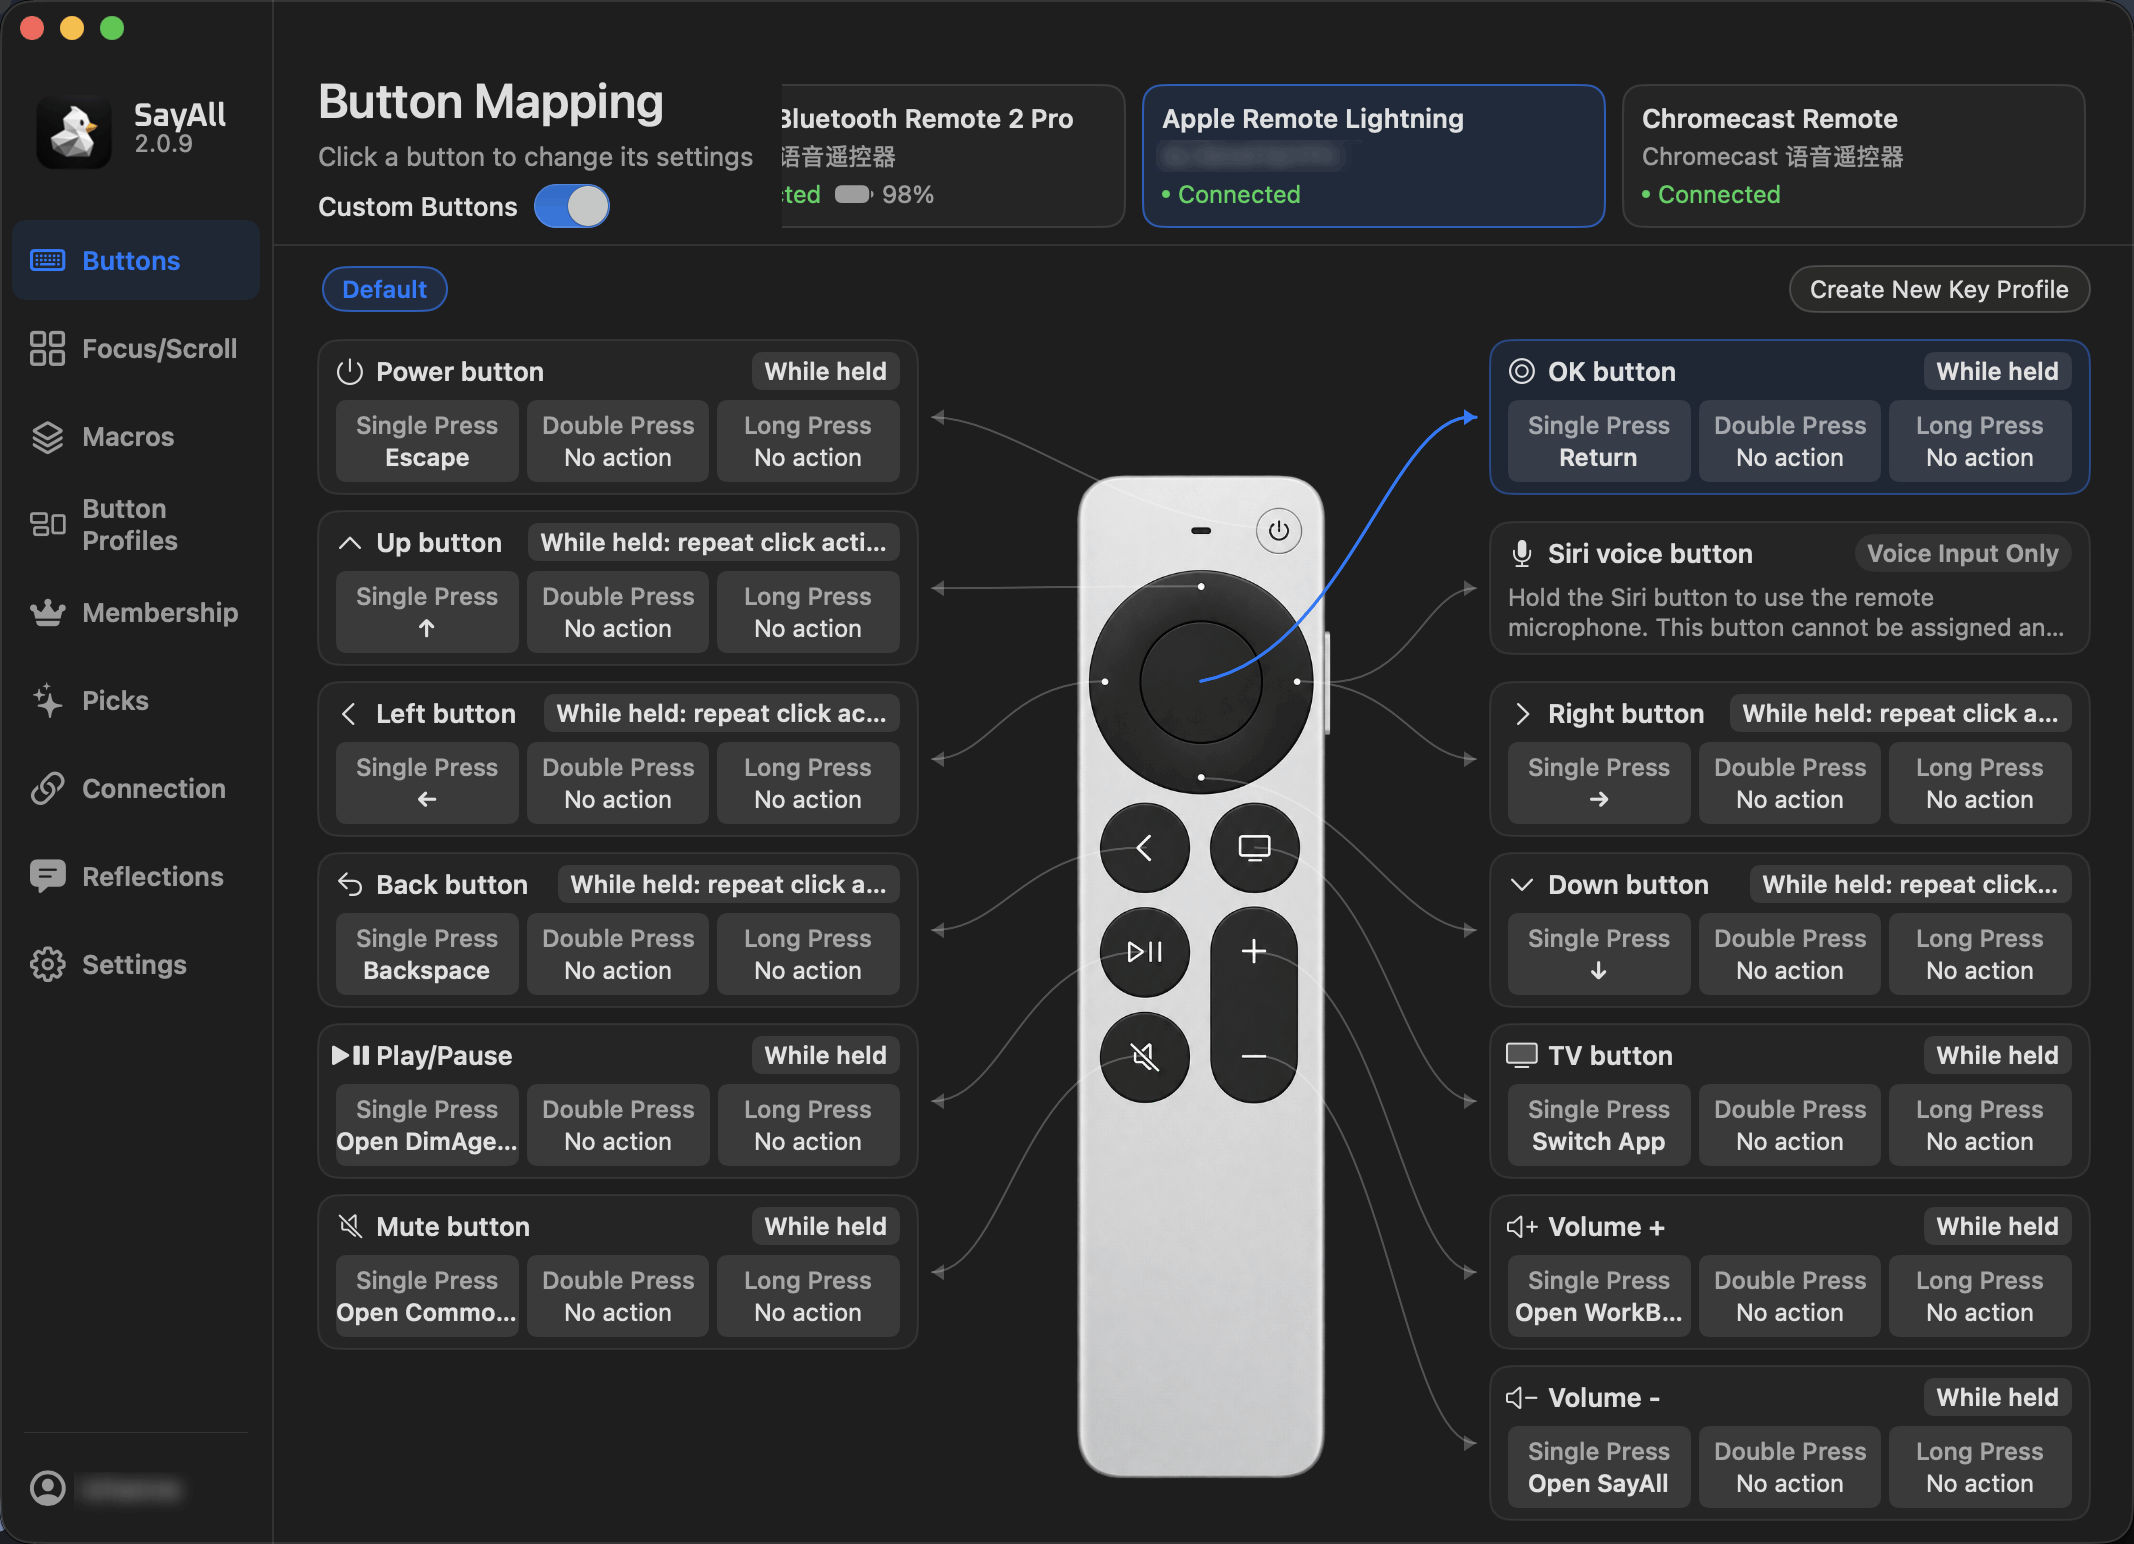 SayAll
2.0.9
Buttons
Focus/Scroll
Macros
Button
Profiles
Membership
Picks
Connection
Reflections
Settings
Button Mapping
Click a button to change its settings
Custom Buttons
Bluetooth Remote 2 Pro
语音遥控器
cted 98%
Apple Remote Lightning
• Connected
Chromecast Remote
Chromecast 语音遥控器
• Connected
Default
Create New Key Profile
Power button While held
Single Press Double Press Long Press
Escape No action No action
Up button While held: repeat click acti...
Single Press Double Press Long Press
↑ No action No action
Left button While held: repeat click ac...
Single Press Double Press Long Press
← No action No action
Back button While held: repeat click a...
Single Press Double Press Long Press
Backspace No action No action
Play/Pause While held
Single Press Double Press Long Press
Open DimAge... No action No action
Mute button While held
Single Press Double Press Long Press
Open Commo... No action No action
OK button While held
Single Press Double Press Long Press
Return No action No action
Siri voice button Voice Input Only
Hold the Siri button to use the remote
microphone. This button cannot be assigned an...
Right button While held: repeat click a...
Single Press Double Press Long Press
→ No action No action
Down button While held: repeat click...
Single Press Double Press Long Press
↓ No action No action
TV button While held
Single Press Double Press Long Press
Switch App No action No action
Volume + While held
Single Press Double Press Long Press
Open WorkB... No action No action
Volume - While held
Single Press Double Press Long Press
Open SayAll No action No action